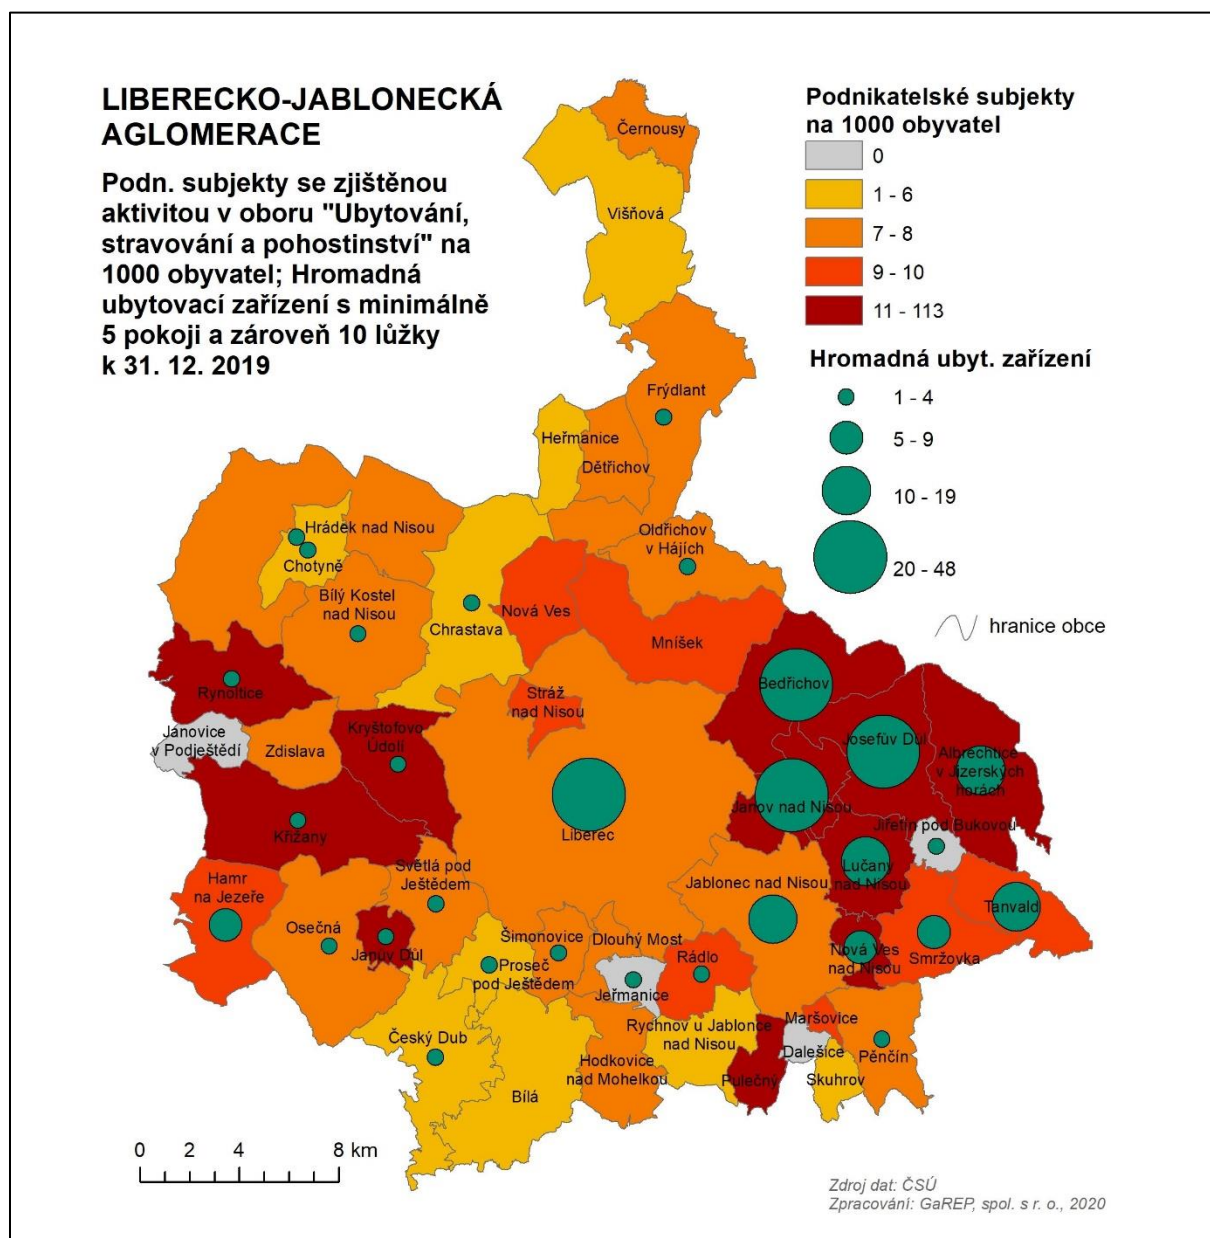 LIBERECKO-JABLONECKÁ
AGLOMERACE
Podn. subjekty se zjištěnou
aktivitou v oboru "Ubytování,
stravování a pohostinství" na
1000 obyvatel; Hromadná
ubytovací zařízení s minimálně
5 pokoji a zároveň 10 lůžky
k 31. 12. 2019
Podnikatelské subjekty
na 1000 obyvatel
0
1 - 6
7 - 8
9 - 10
11 - 113
Hromadná ubyt. zařízení
1 - 4
5 - 9
10 - 19
20 - 48
hranice obce
Černousy
Višňová
Frýdlant
Heřmanice
Dětřichov
Hrádek nad Nisou
Chotyně
Oldřichov
v Hájích
Bílý Kostel
nad Nisou
Chrastava
Nová Ves
Mníšek
Rynoltice
Stráž
nad Nisou
Bedřichov
Janovice
v Podještědí
Zdislava
Kryštofovo
Údolí
Josefův Důl
Albrechtice
v Jizerských
horách
Křižany
Liberec
Janov nad Nisou
Jiřetín pod Bukovou
Lučany
nad Nisou
Hamr
na Jezeře
Světlá pod
Ještědem
Jablonec nad Nisou
Tanvald
Osečná
Janův Důl
Šimonovice
Dlouhý Most
Proseč
pod Ještědem
Rádlo
Nová Ves
nad Nisou
Smržovka
Jeřmanice
Český Dub
Rychnov u Jablonce
nad Nisou
Maršovice
Dalešice
Pěnčín
Hodkovice
nad Mohelkou
Pulečný
Skuhrov
Bílá
0 4 8 km
Zdroj dat: ČSÚ
Zpracování: GaREP, spol. s r. o., 2020